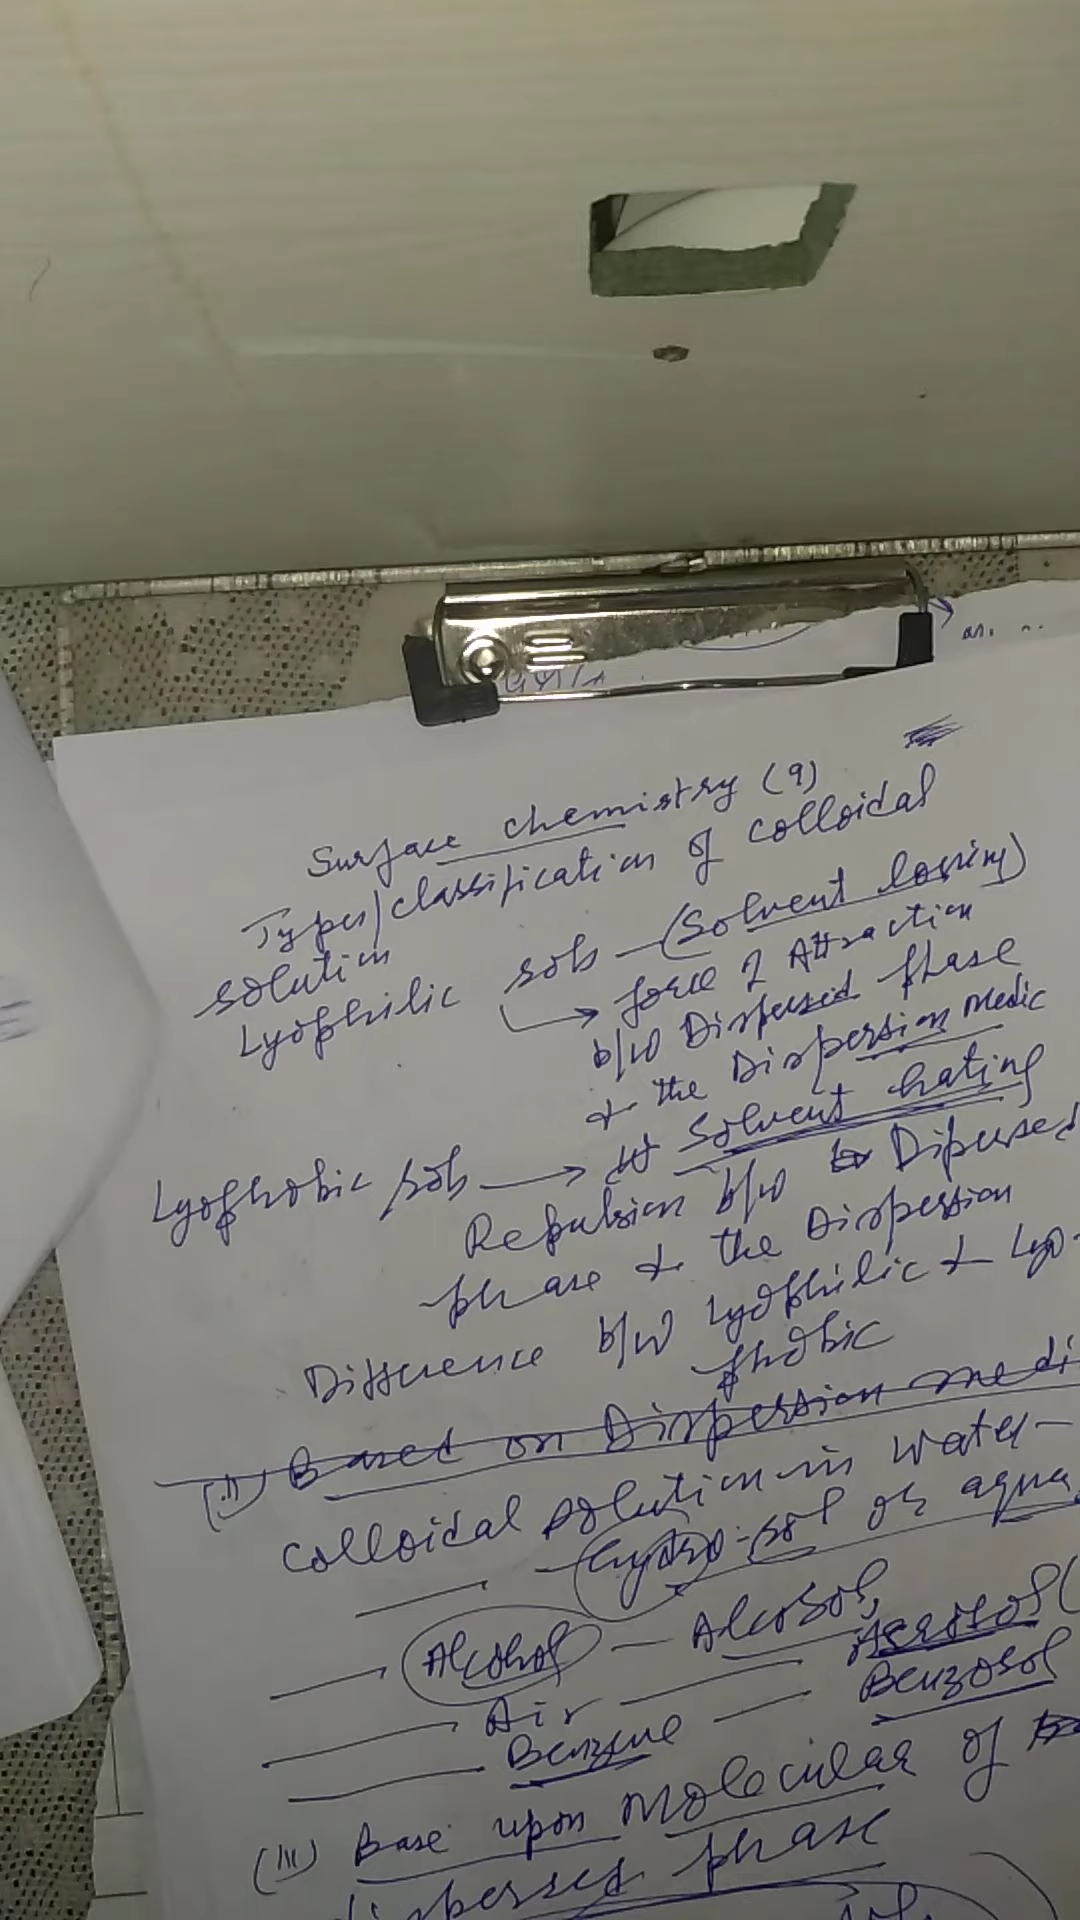 Surface chemistry (9)
Types/classification of colloidal
solution
Lyophilic sols – (Solvent loving)
→ force of Attraction
b/w Dispersed phase
& the Dispersion Medic
Lyophobic sols → Solvent hating
Repulsion b/w Dipersed
phase & the Dispersion
Difference b/w Lyophilic & Lyo-
phobic
(ii) Based on Dispersion medi
Colloidal solution in water –
hydro-sol or aqua
Alcohol – Alcosol,
Air – Aerosol (
Benzene – Benzosol
(iii) Base upon Molecular of
dispersed phase